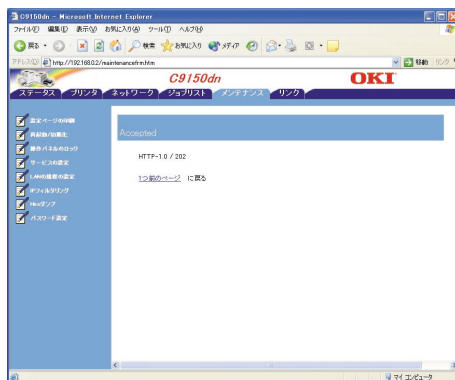 C9150dn - Microsoft Internet Explorer
ファイル(F) 編集(E) 表示(V) お気に入り(A) ツール(T) ヘルプ(H)
戻る 検索 お気に入り メディア
アドレス(D) http://192.168.0.2/maintenancefrm.htm 移動 リンク
C9150dn OKI
ステータス プリンタ ネットワーク ジョブリスト メンテナンス リンク
設定ページの印刷
再起動/初期化
操作パネルのロック
サービスの設定
LANの規模の設定
IPフィルタリング
Hexダンプ
パスワード設定
Accepted
HTTP-1.0 / 202
1つ前のページ に戻る
マイ コンピュータ